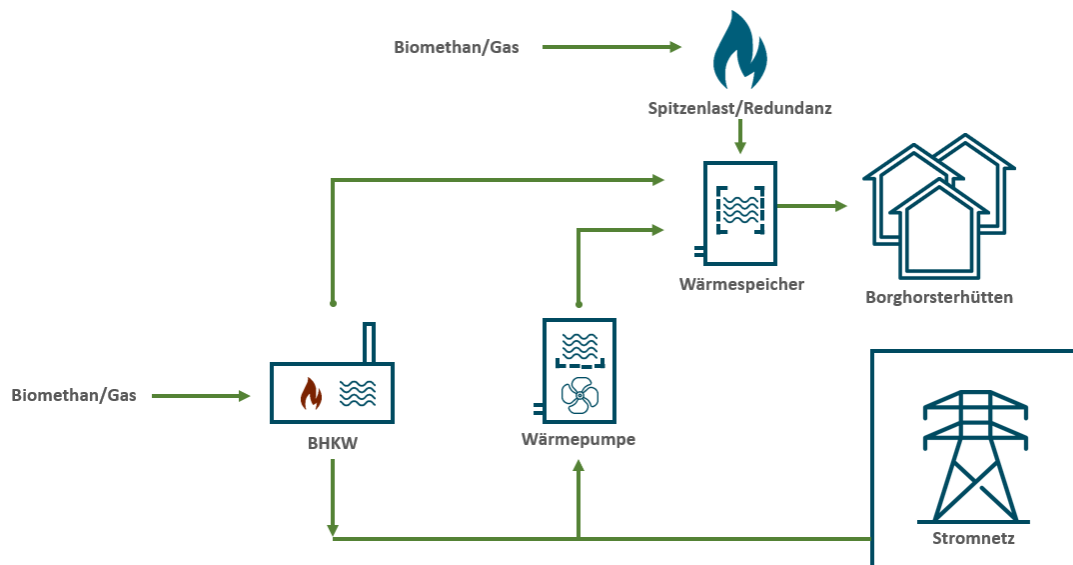 Biomethan/Gas
Spitzenlast/Redundanz
Wärmespeicher
Borghorsterhütten
Biomethan/Gas
BHKW
Wärmepumpe
Stromnetz